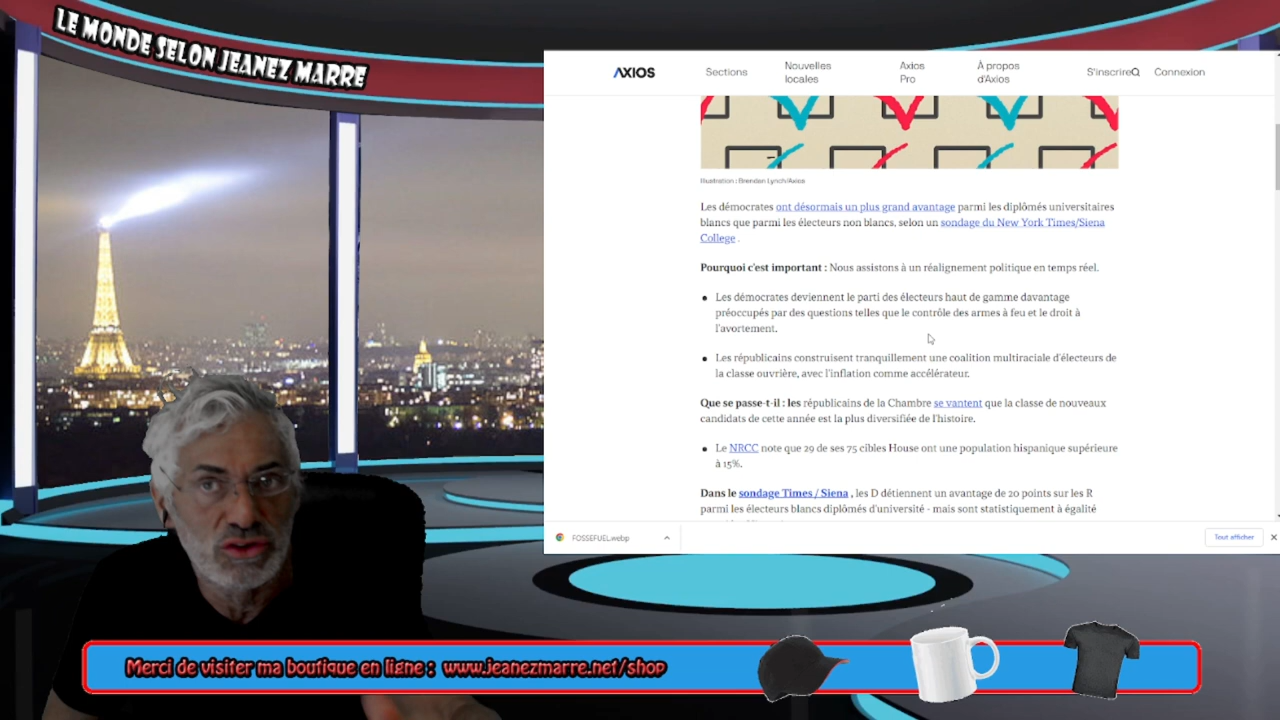 LE MONDE SELON JEANEZ MARRE
AXIOS
Sections
Nouvelles
locales
Axios
Pro
À propos
d'Axios
S'inscrire
Connexion
Illustration : Brendan Lynch/Axios
Les démocrates ont désormais un plus grand avantage parmi les diplômés universitaires
blancs que parmi les électeurs non blancs, selon un sondage du New York Times/Siena
College .
Pourquoi c'est important : Nous assistons à un réalignement politique en temps réel.
• Les démocrates deviennent le parti des électeurs haut de gamme davantage
préoccupés par des questions telles que le contrôle des armes à feu et le droit à
l'avortement.
• Les républicains construisent tranquillement une coalition multiraciale d'électeurs de
la classe ouvrière, avec l'inflation comme accélérateur.
Que se passe-t-il : les républicains de la Chambre se vantent que la classe de nouveaux
candidats de cette année est la plus diversifiée de l'histoire.
• Le NRCC note que 29 de ses 75 cibles House ont une population hispanique supérieure
à 15%.
Dans le sondage Times / Siena , les D détiennent un avantage de 20 points sur les R
parmi les électeurs blancs diplômés d'université - mais sont statistiquement à égalité
FOSSEFUEL.webp
Tout afficher
Merci de visiter ma boutique en ligne : www.jeanezmarre.net/shop